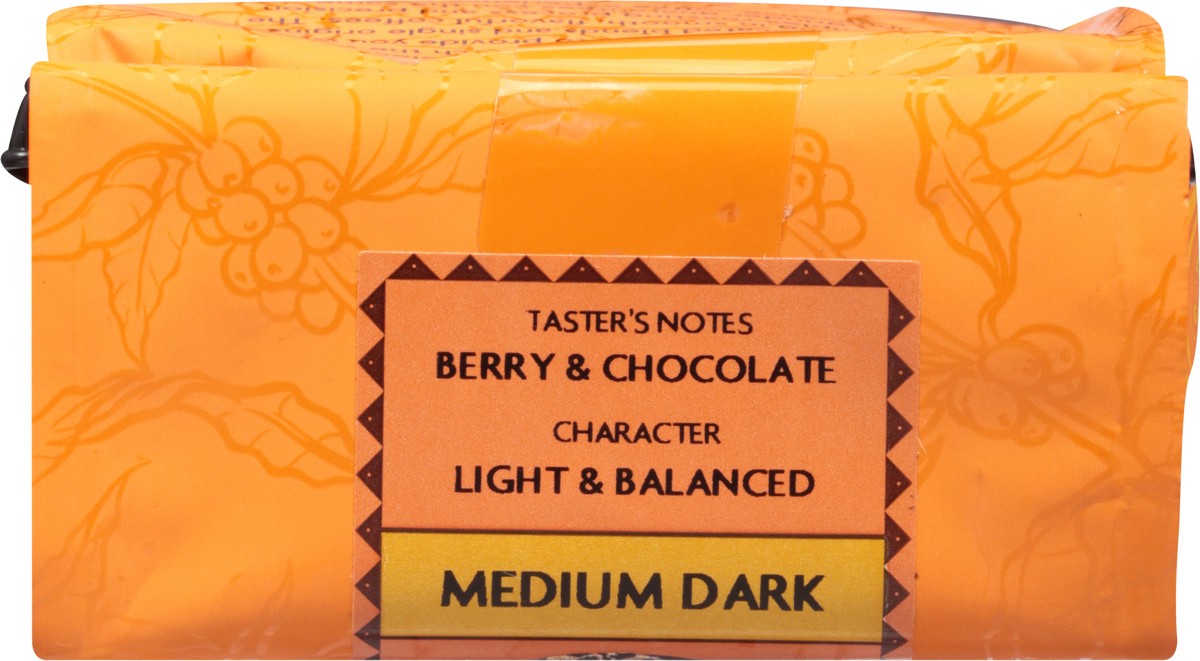 TASTER'S NOTES
BERRY & CHOCOLATE
CHARACTER
LIGHT & BALANCED
MEDIUM DARK